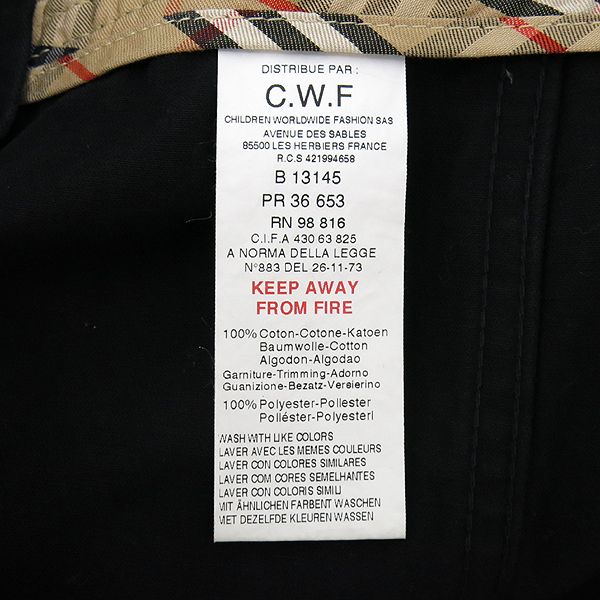 DISTRIBUE PAR :
C.W.F
CHILDREN WORLDWIDE FASHION SAS
AVENUE DES SABLES
85500 LES HERBIERS FRANCE
R.C.S 421994658
B 13145
PR 36 653
RN 98 816
C.I.F.A 430 63 825
A NORMA DELLA LEGGE
N°883 DEL 26-11-73
KEEP AWAY
FROM FIRE
100% Coton-Cotone-Katoen
Baumwolle-Cotton
Algodon-Algodao
Garniture-Trimming-Adorno
Guanizione-Bezatz-Versierino
100% Polyester-Poliester
Poliéster-Polyesterl
WASH WITH LIKE COLORS
LAVER AVEC LES MEMES COULEURS
LAVER CON COLORES SIMILARES
LAVER COM CORES SEMELHANTES
LAVER CON COLORIS SIMILI
MIT ÄHNLICHEN FARBENT WASCHEN
MET DEZELFDE KLEUREN WASSEN